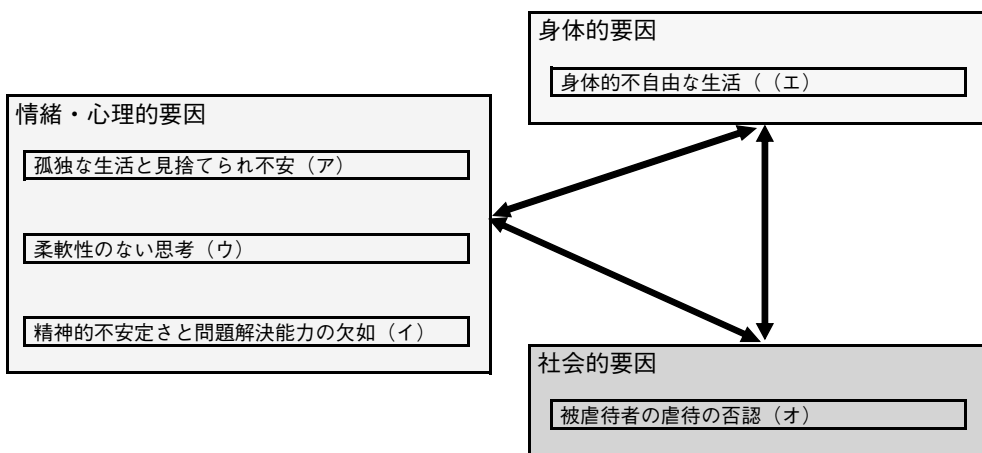 身体的要因
身体的不自由な生活（（エ）
情緒・心理的要因
孤独な生活と見捨てられ不安（ア）
柔軟性のない思考（ウ）
精神的不安定さと問題解決能力の欠如（イ）
社会的要因
被虐待者の虐待の否認（オ）